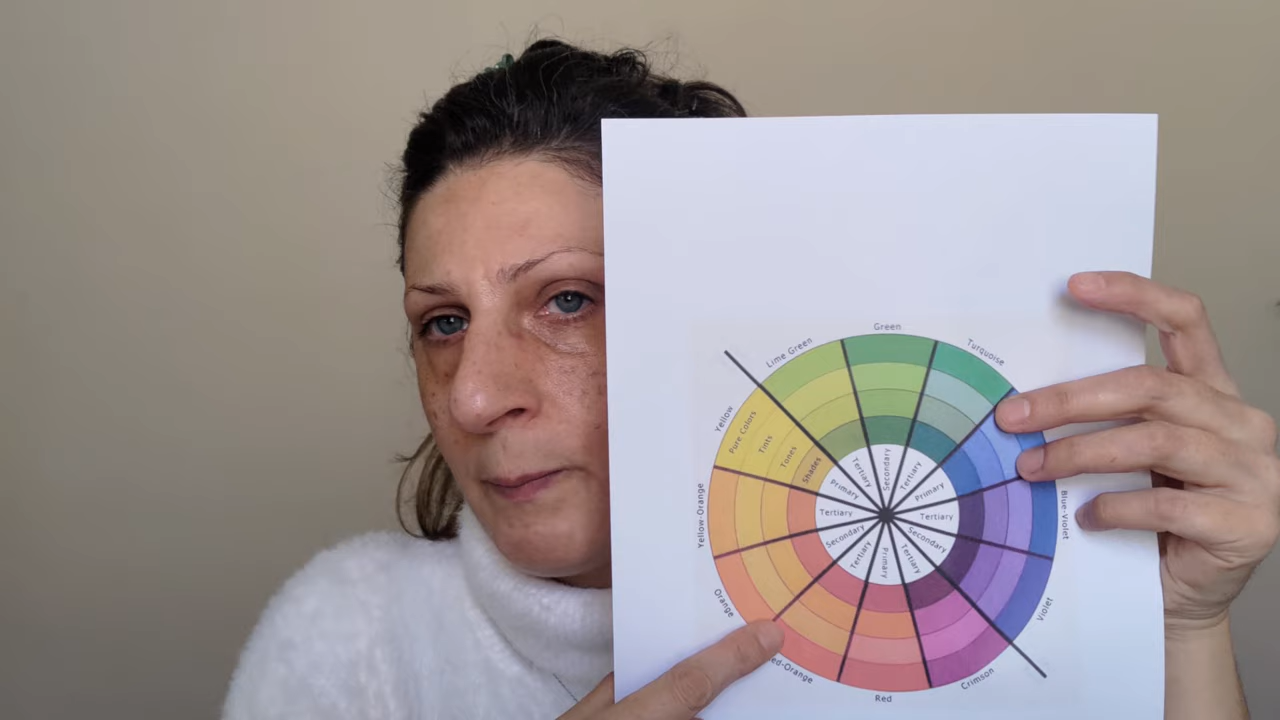 Green
Turquoise
Blue-Violet
Violet
Crimson
Red
ed-Orange
Orange
Yellow-Orange
Yellow
Lime Green
Pure Colors
Tints
Tones
Shades
Secondary
Tertiary
Primary
Tertiary
Secondary
Tertiary
Primary
Tertiary
Secondary
Tertiary
Primary
Tertiary